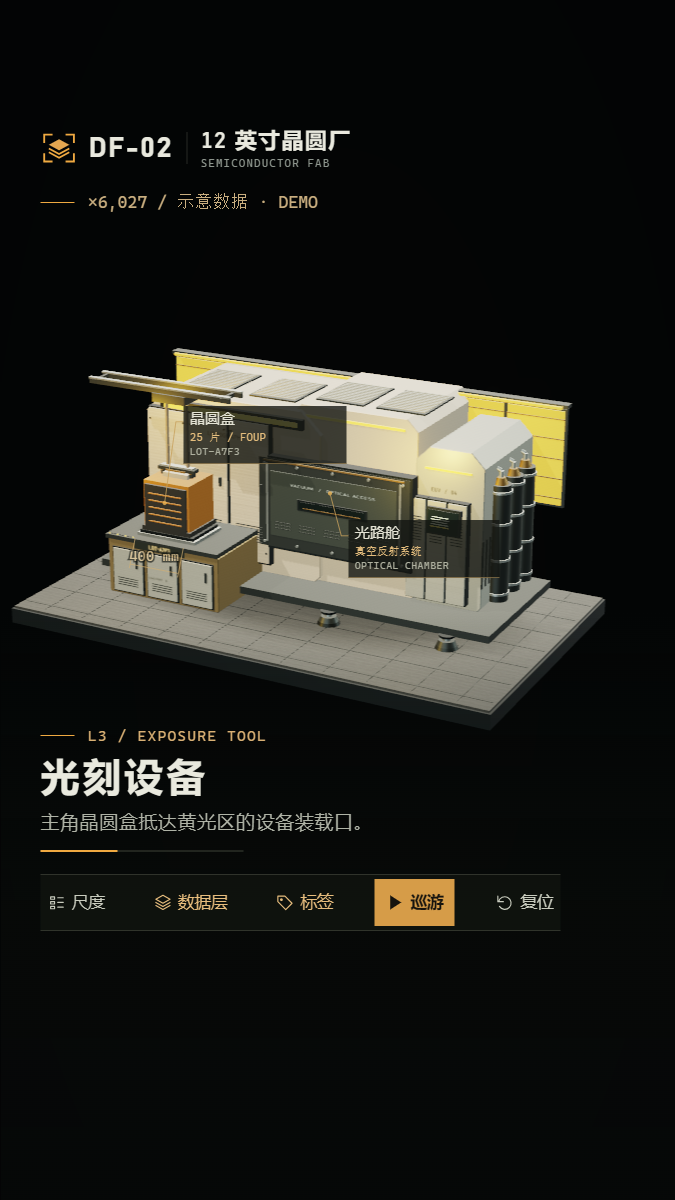 DF-02
12 英寸晶圆厂
SEMICONDUCTOR FAB
×6,027 / 示意数据 · DEMO
晶圆盒
25 片 / FOUP
LOT-A7F3
光路舱
真空反射系统
OPTICAL CHAMBER
400 mm
L3 / EXPOSURE TOOL
光刻设备
主角晶圆盒抵达黄光区的设备装载口。
尺度
数据层
标签
巡游
复位